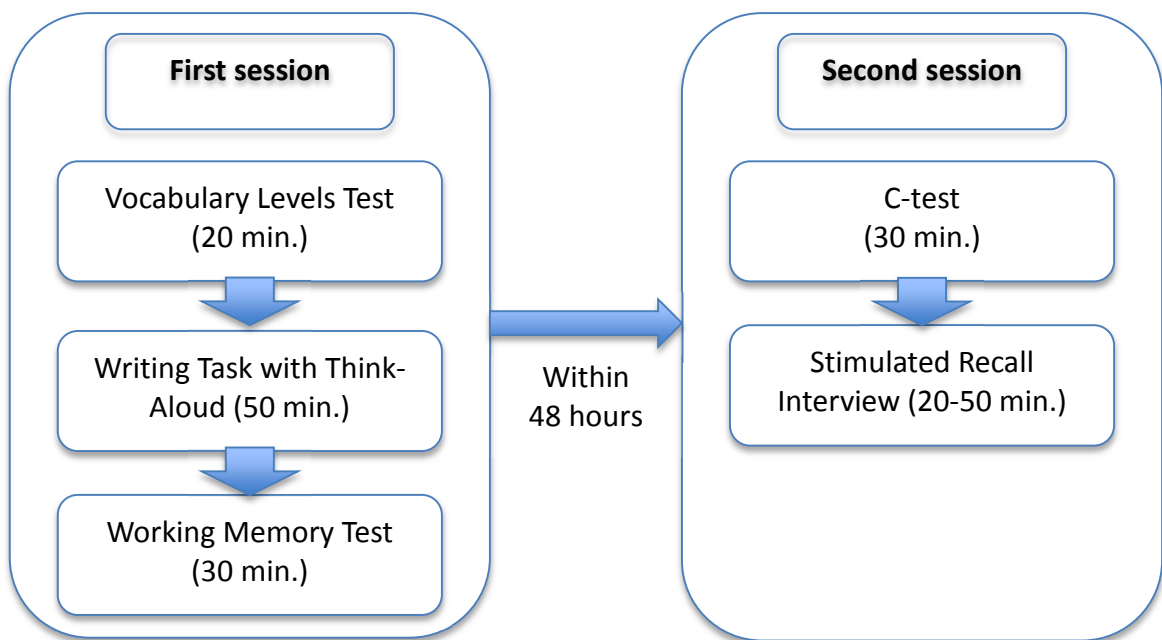 First session
Vocabulary Levels Test
(20 min.)
Writing Task with Think-
Aloud (50 min.)
Working Memory Test
(30 min.)
Within
48 hours
Second session
C-test
(30 min.)
Stimulated Recall
Interview (20-50 min.)